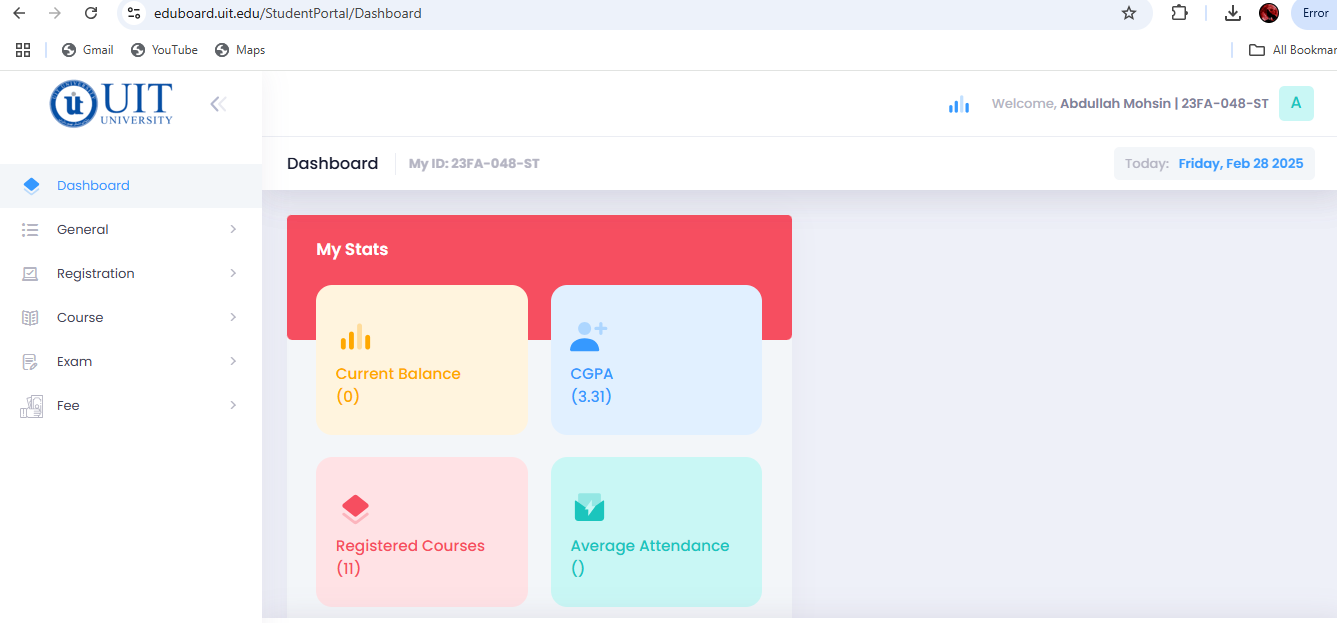 eduboard.uit.edu/StudentPortal/Dashboard
Error
Gmail
YouTube
Maps
All Bookmar
UIT
UNIVERSITY
Welcome, Abdullah Mohsin | 23FA-048-ST
A
Dashboard
My ID: 23FA-048-ST
Today: Friday, Feb 28 2025
Dashboard
General
Registration
Course
Exam
Fee
My Stats
Current Balance
(0)
CGPA
(3.31)
Registered Courses
(11)
Average Attendance
()